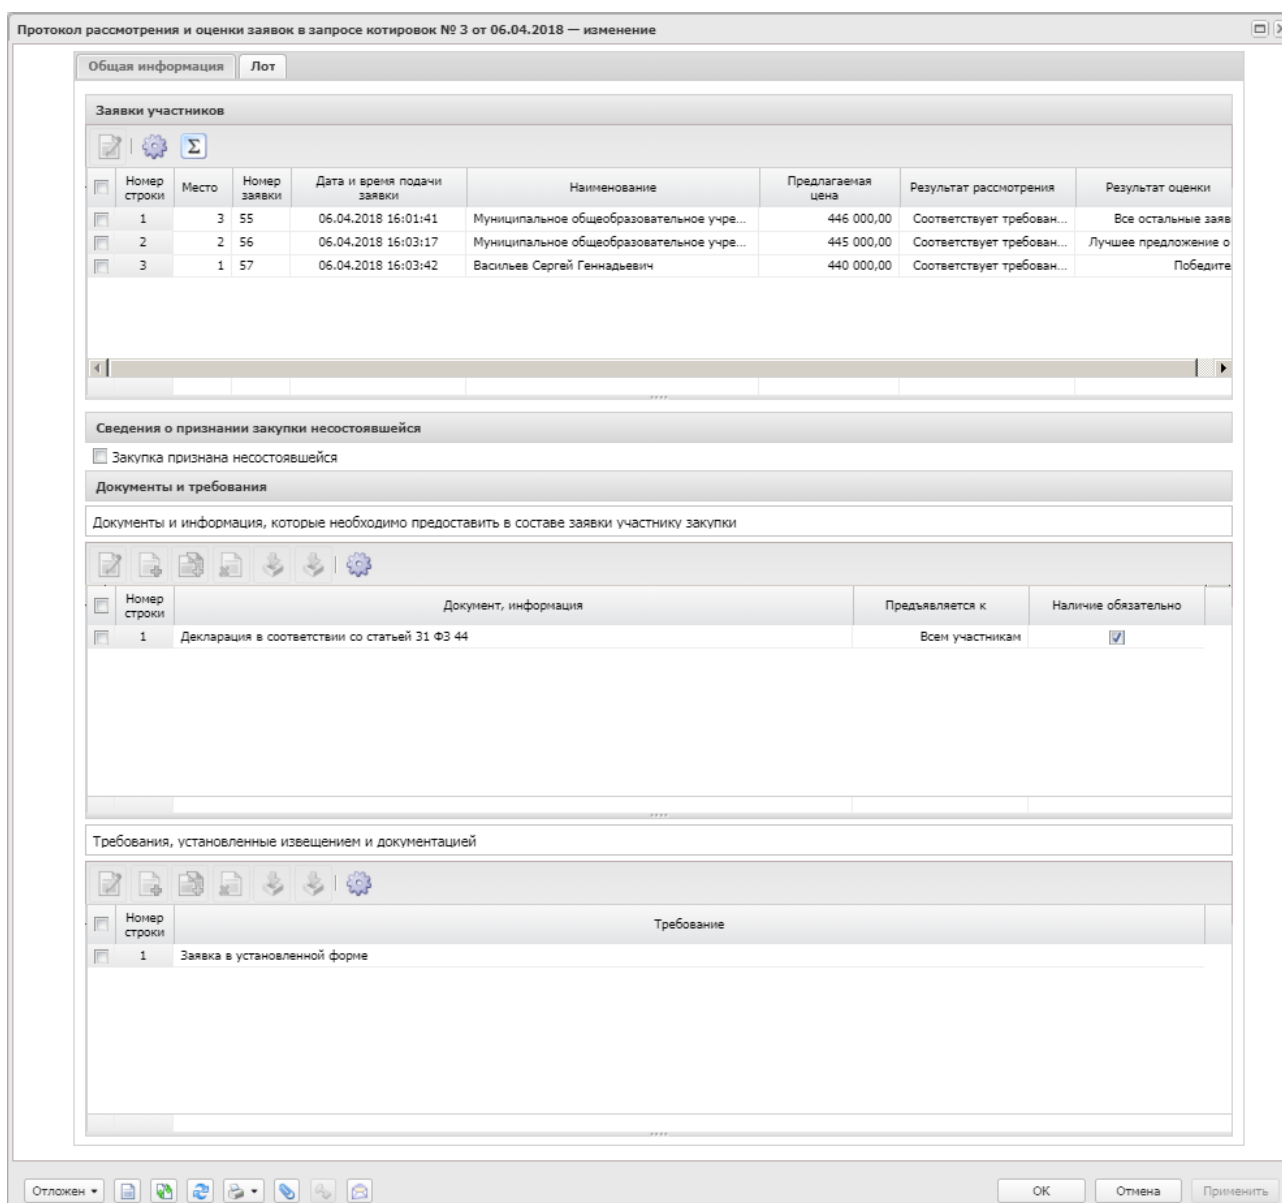 Протокол рассмотрения и оценки заявок в запросе котировок № 3 от 06.04.2018 — изменение
Общая информация Лот
Заявки участников
Σ
Номер строки Место Номер заявки Дата и время подачи заявки Наименование Предлагаемая цена Результат рассмотрения Результат оценки
1 3 55 06.04.2018 16:01:41 Муниципальное общеобразовательное учре... 446 000,00 Соответствует требован... Все остальные заяв
2 2 56 06.04.2018 16:03:17 Муниципальное общеобразовательное учре... 445 000,00 Соответствует требован... Лучшее предложение о
3 1 57 06.04.2018 16:03:42 Васильев Сергей Геннадьевич 440 000,00 Соответствует требован... Победите
Сведения о признании закупки несостоявшейся
Закупка признана несостоявшейся
Документы и требования
Документы и информация, которые необходимо предоставить в составе заявки участнику закупки
Номер строки Документ, информация Предъявляется к Наличие обязательно
1 Декларация в соответствии со статьей 31 ФЗ 44 Всем участникам
Требования, установленные извещением и документацией
Номер строки Требование
1 Заявка в установленной форме
Отложен ОК Отмена Применить